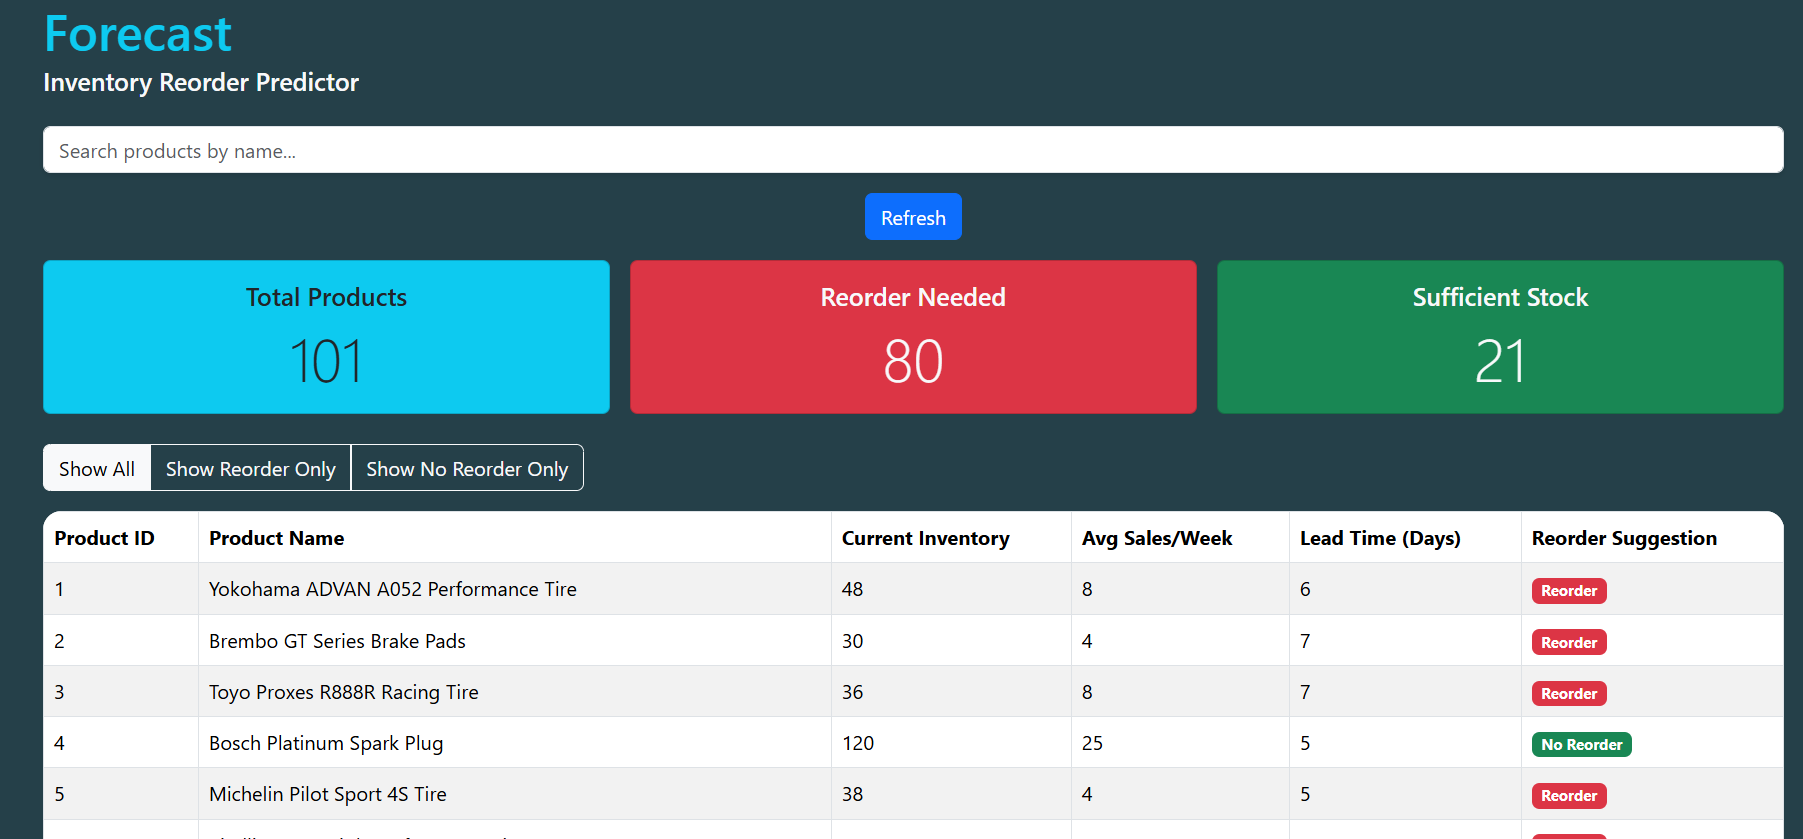 Forecast
Inventory Reorder Predictor
Search products by name...
Refresh
Total Products
101
Reorder Needed
80
Sufficient Stock
21
Show All Show Reorder Only Show No Reorder Only
Product ID Product Name Current Inventory Avg Sales/Week Lead Time (Days) Reorder Suggestion
1 Yokohama ADVAN A052 Performance Tire 48 8 6 Reorder
2 Brembo GT Series Brake Pads 30 4 7 Reorder
3 Toyo Proxes R888R Racing Tire 36 8 7 Reorder
4 Bosch Platinum Spark Plug 120 25 5 No Reorder
5 Michelin Pilot Sport 4S Tire 38 4 5 Reorder